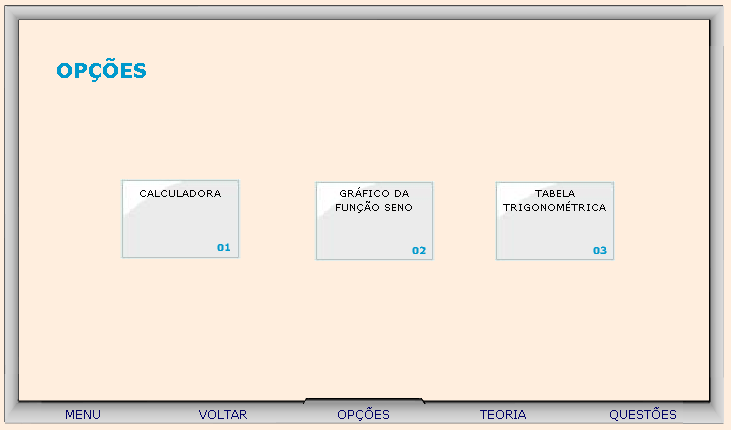 OPÇÕES
CALCULADORA
01
GRÁFICO DA
FUNÇÃO SENO
02
TABELA
TRIGONOMÉTRICA
03
MENU
VOLTAR
OPÇÕES
TEORIA
QUESTÕES